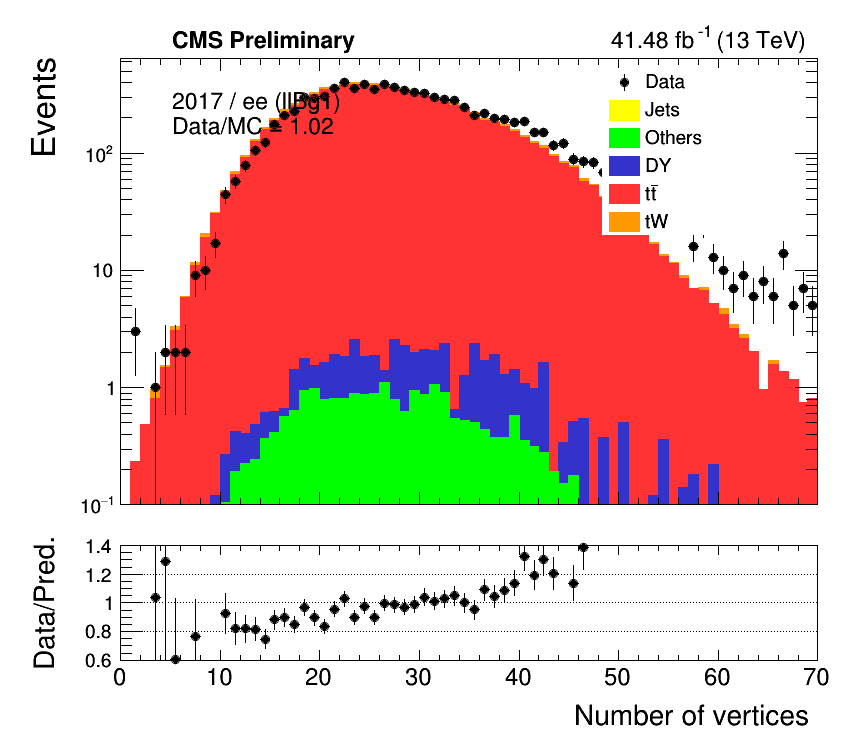 CMS Preliminary
41.48 fb⁻¹ (13 TeV)
Events
2017 / ee (llBg1)
Data/MC = 1.02
Data
Jets
Others
DY
tt̄
tW
10²
10
1
10⁻¹
Data/Pred.
1.4
1.2
1
0.8
0.6
0 10 20 30 40 50 60 70
Number of vertices